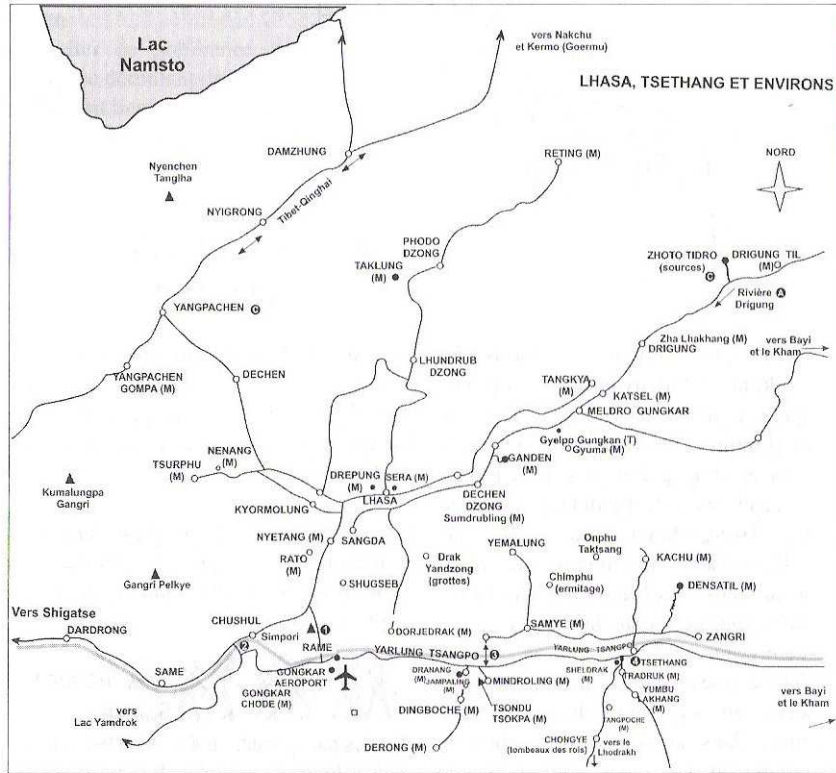 Lac
Namsto
vers Nakchu
et Kermo (Goermu)
LHASA, TSETHANG ET ENVIRONS
DAMZHUNG
RETING (M)
NORD
Nyenchen
Tanglha
Tibet-Qinghai
NYIGRONG
PHODO
DZONG
ZHOTO TIDRO
(sources)
DRIGUNG TIL
(M)
TAKLUNG
(M)
C
Rivière
Drigung
A
YANGPACHEN
C
Zha Lhakhang (M)
DRIGUNG
vers Bayi
et le Kham
LHUNDRUB
DZONG
YANGPACHEN
GOMPA (M)
DECHEN
TANGKYA
(M)
KATSEL (M)
MELDRO GUNGKAR
Gyelpo Gungkan (T)
Gyuma (M)
NENANG
(M)
TSURPHU
(M)
GANDEN
(M)
DREPUNG
(M)
SERA (M)
LHASA
DECHEN
DZONG
Sumdrubling (M)
Kumalungpa
Gangri
KYORMOLUNG
NYETANG (M)
SANGDA
YEMALUNG
Onphu
Taktsang
RATO
(M)
Drak
Yandzong
(grottes)
KACHU (M)
Gangri Pelkye
SHUGSEB
Chimphu
(ermitage)
DENSATIL (M)
Vers Shigatse
DARDRONG
CHUSHUL
Simpori
1
DORJEDRAK (M)
SAMYE (M)
ZANGRI
2
RAME
YARLUNG TSANGPO
3
YARLUNG TSANGPO
4
TSETHANG
SHELDRAK
(M)
TRADRUK (M)
SAME
GONGKAR
AEROPORT
DRANANG
(M)
JAMPALING
(M)
MINDROLING (M)
YUMBU
LAKHANG
(M)
GONGKAR
CHODE (M)
DINGBOCHE (M)
TSONDU
TSOKPA (M)
TANGPOCHE (M)
vers Bayi
et le Kham
vers
Lac Yamdrok
DERONG (M)
CHONGYE
(tombeaux des rois)
vers le
Lhodrakh